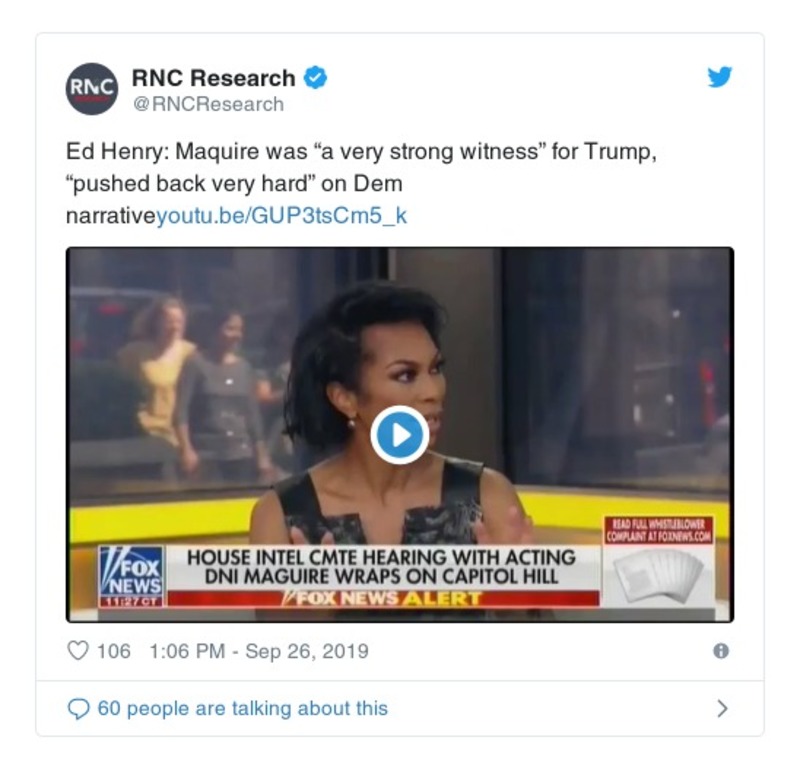 RNC
RNC Research
@RNCResearch
Ed Henry: Maquire was “a very strong witness” for Trump,
“pushed back very hard” on Dem
narrativeyoutu.be/GUP3tsCm5_k
READ FULL WHISTLEBLOWER
COMPLAINT AT FOXNEWS.COM
HOUSE INTEL CMTE HEARING WITH ACTING
DNI MAGUIRE WRAPS ON CAPITOL HILL
FOX NEWS ALERT
FOX
NEWS
11:27 CT
106 1:06 PM - Sep 26, 2019
60 people are talking about this